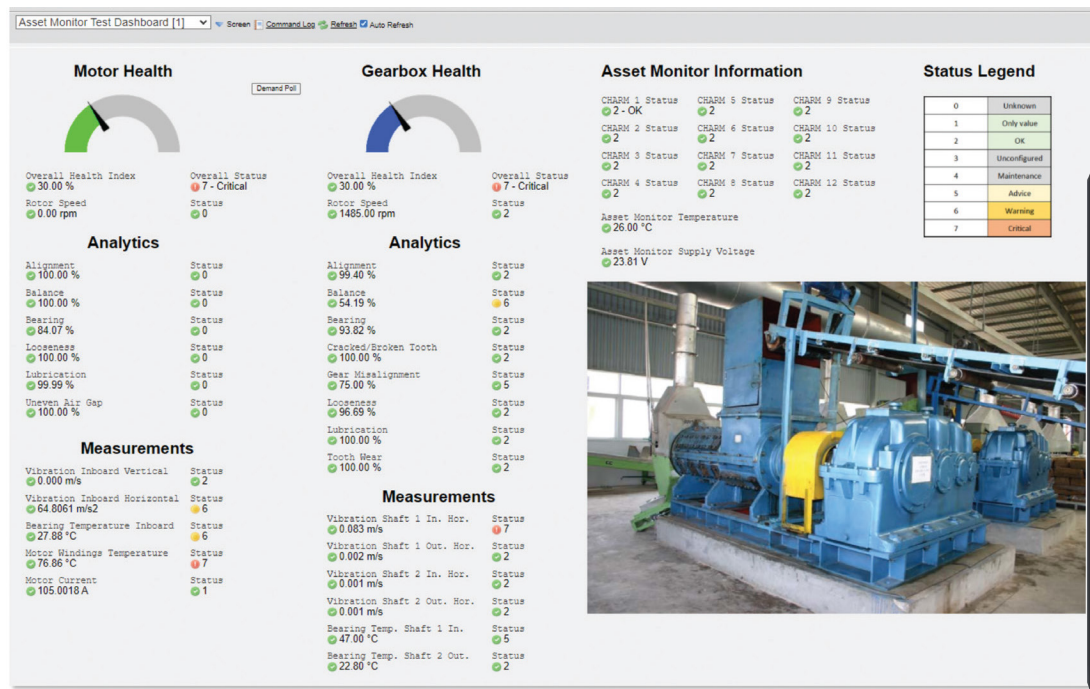 Asset Monitor Test Dashboard [1] Screen Command Log Refresh Auto Refresh
Motor Health
Demand Poll
Overall Health Index Overall Status
30.00 % 7 - Critical
Rotor Speed Status
0.00 rpm 0
Analytics
Alignment Status
100.00 % 0
Balance Status
100.00 % 0
Bearing Status
84.07 % 0
Looseness Status
100.00 % 0
Lubrication Status
99.99 % 0
Uneven Air Gap Status
100.00 % 0
Measurements
Vibration Inboard Vertical Status
0.000 m/s 2
Vibration Inboard Horizontal Status
64.8061 m/s2 6
Bearing Temperature Inboard Status
27.88 °C 6
Motor Windings Temperature Status
76.86 °C 7
Motor Current Status
105.0018 A 1
Gearbox Health
Overall Health Index Overall Status
30.00 % 7 - Critical
Rotor Speed Status
1485.00 rpm 2
Analytics
Alignment Status
99.40 % 2
Balance Status
54.19 % 6
Bearing Status
93.82 % 2
Cracked/Broken Tooth Status
100.00 % 2
Gear Misalignment Status
75.00 % 5
Looseness Status
96.69 % 2
Lubrication Status
100.00 % 2
Tooth Wear Status
100.00 % 2
Measurements
Vibration Shaft 1 In. Hor. Status
0.083 m/s 7
Vibration Shaft 1 Out. Hor. Status
0.002 m/s 2
Vibration Shaft 2 In. Hor. Status
0.001 m/s 2
Vibration Shaft 2 Out. Hor. Status
0.001 m/s 2
Bearing Temp. Shaft 1 In. Status
47.00 °C 5
Bearing Temp. Shaft 2 Out. Status
22.80 °C 2
Asset Monitor Information
CHARM 1 Status CHARM 5 Status CHARM 9 Status
2 - OK 2 2
CHARM 2 Status CHARM 6 Status CHARM 10 Status
2 2 2
CHARM 3 Status CHARM 7 Status CHARM 11 Status
2 2 2
CHARM 4 Status CHARM 8 Status CHARM 12 Status
2 2 2
Asset Monitor Temperature
26.00 °C
Asset Monitor Supply Voltage
23.81 V
Status Legend
0 Unknown
1 Only value
2 OK
3 Unconfigured
4 Maintenance
5 Advice
6 Warning
7 Critical